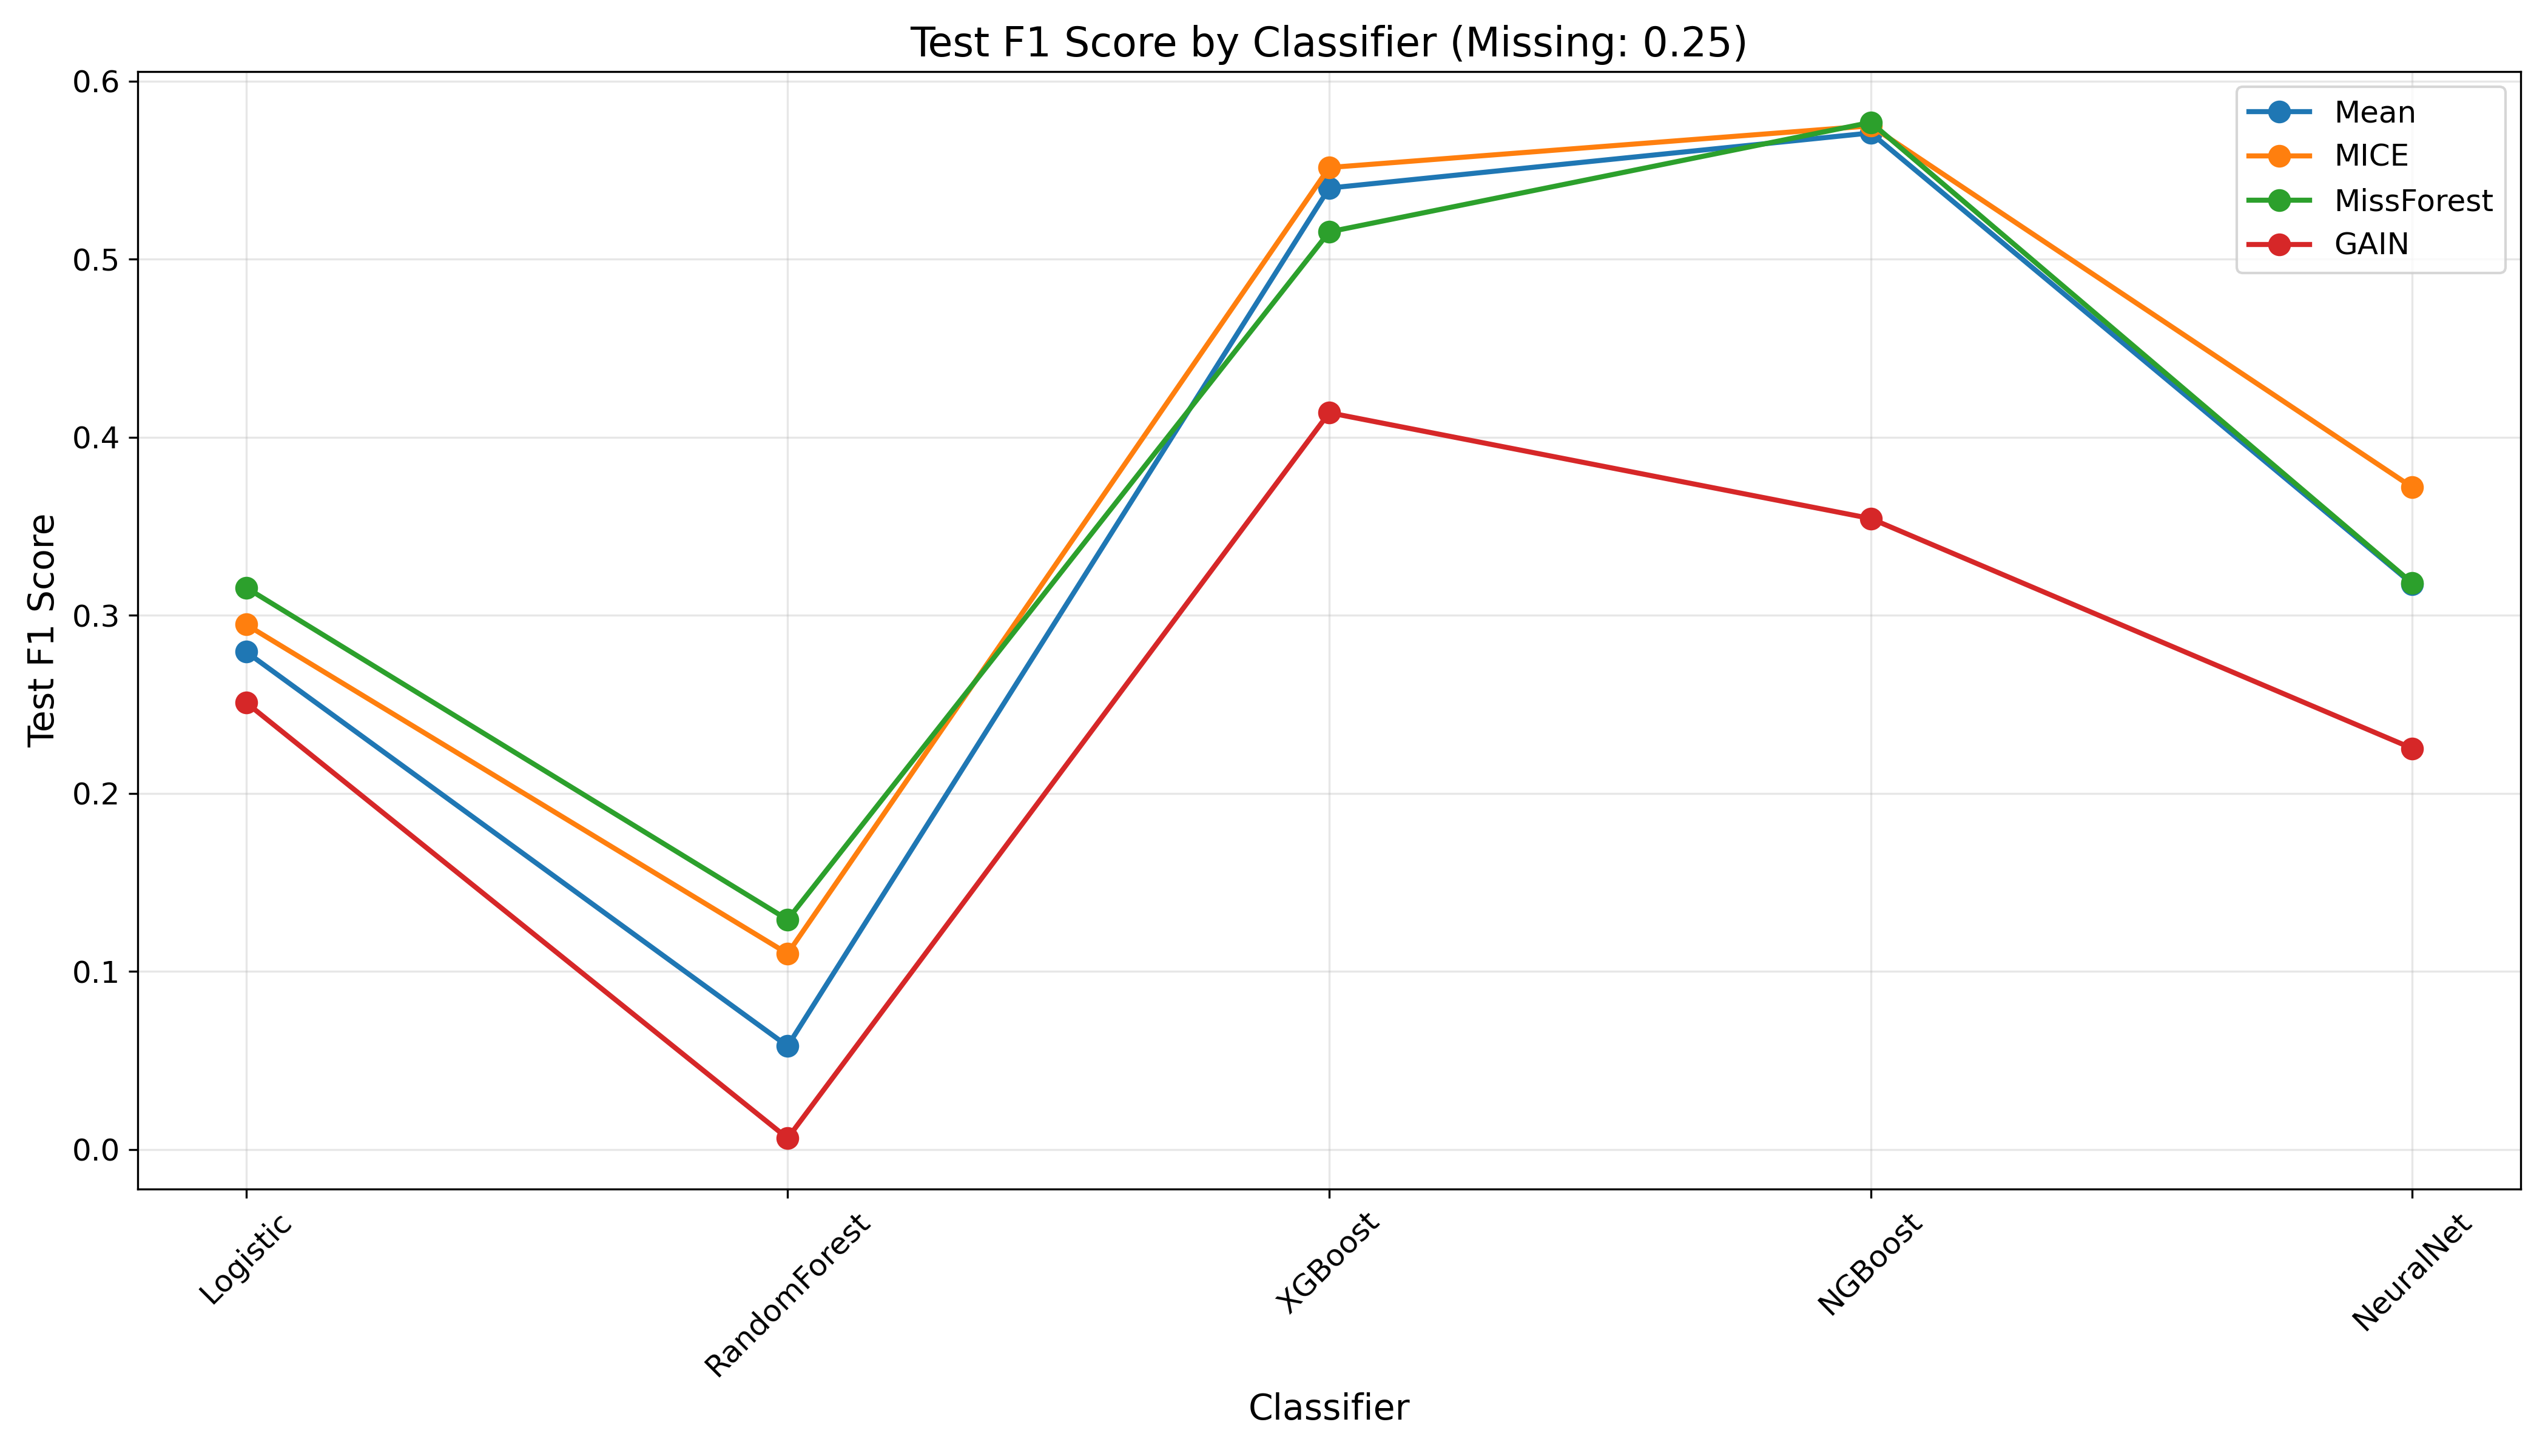 Test F1 Score by Classifier (Missing: 0.25)
0.6
0.5
0.4
0.3
0.2
0.1
0.0
Test F1 Score
Mean
MICE
MissForest
GAIN
Logistic
RandomForest
XGBoost
NGBoost
NeuralNet
Classifier